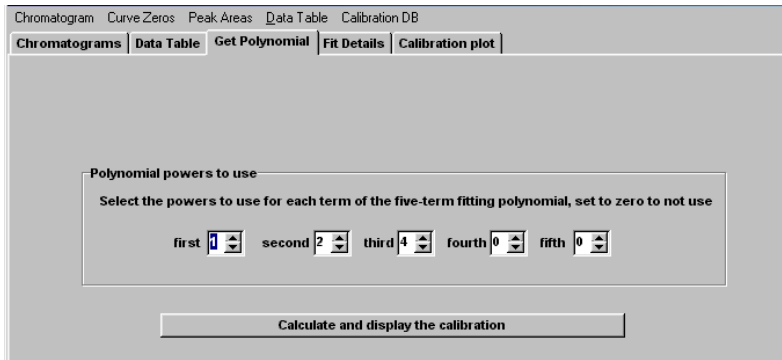 Chromatogram Curve Zeros Peak Areas Data Table Calibration DB
Chromatograms Data Table Get Polynomial Fit Details Calibration plot
Polynomial powers to use
Select the powers to use for each term of the five-term fitting polynomial, set to zero to not use
first 1 second 2 third 4 fourth 0 fifth 0
Calculate and display the calibration